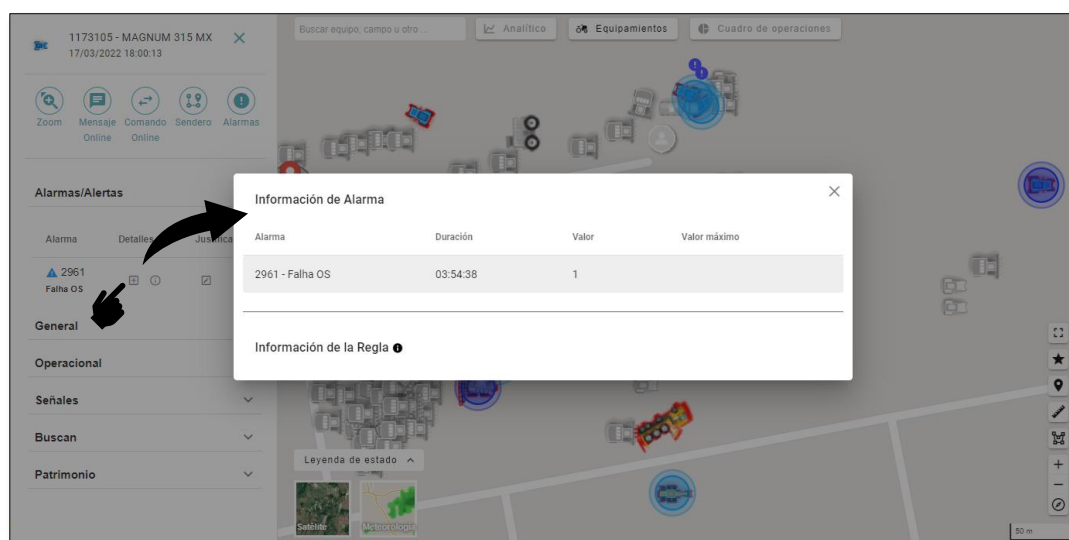 1173105 - MAGNUM 315 MX
17/03/2022 18:00:13
Buscar equipo, campo u otro ...
Analítico
Equipamientos
Cuadro de operaciones
Zoom
Mensaje Online
Comando Online
Sendero
Alarmas
Alarmas/Alertas
Alarma
Detalles
2961
Falha OS
General
Operacional
Señales
Buscan
Patrimonio
Información de Alarma
Alarma
Duración
Valor
Valor máximo
2961 - Falha OS
03:54:38
1
Información de la Regla
Leyenda de estado
Satélite
Meteorología
50 m